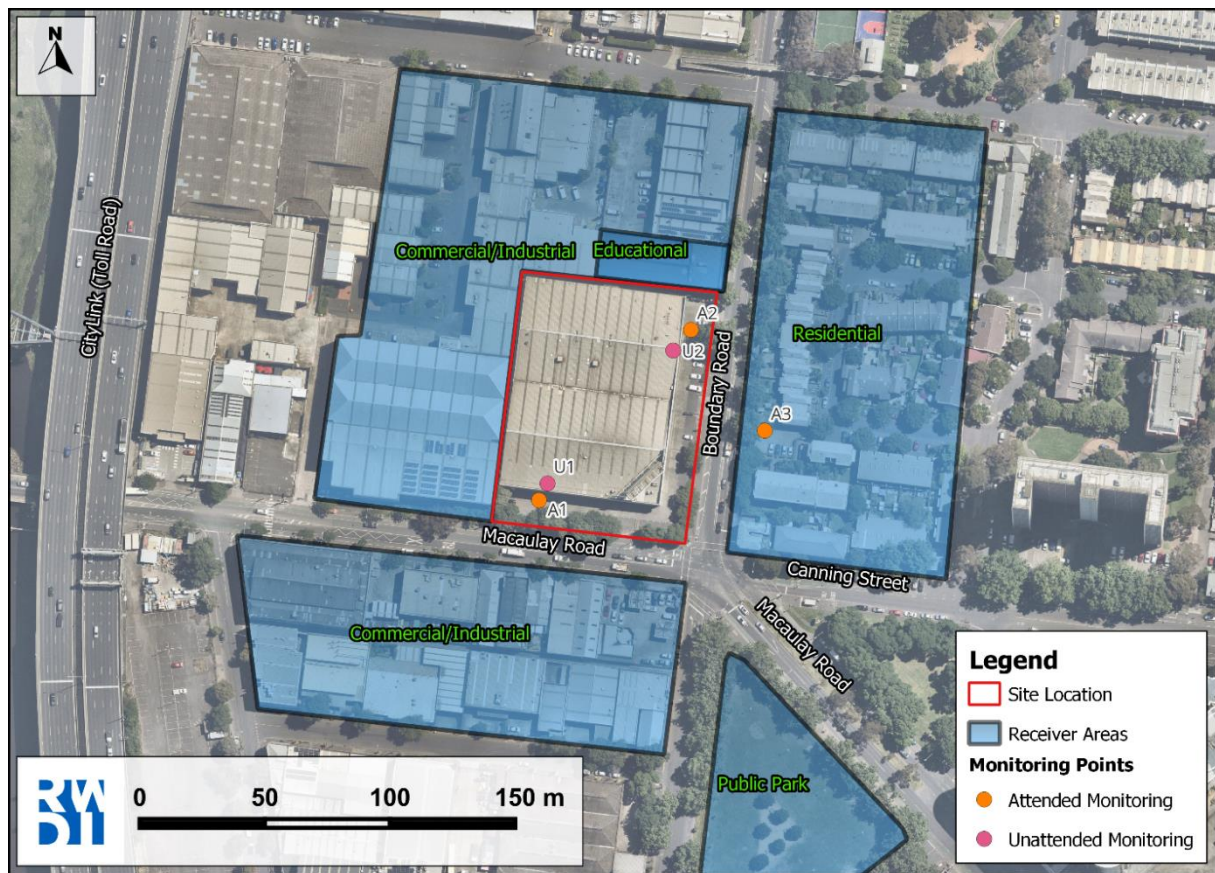 N
CityLink (Toll Road)
Commercial/Industrial
Educational
Residential
A2
U2
Boundary Road
A3
U1
A1
Macaulay Road
Canning Street
Macaulay Road
Commercial/Industrial
Public Park
RWDI
0 50 100 150 m
Legend
Site Location
Receiver Areas
Monitoring Points
Attended Monitoring
Unattended Monitoring